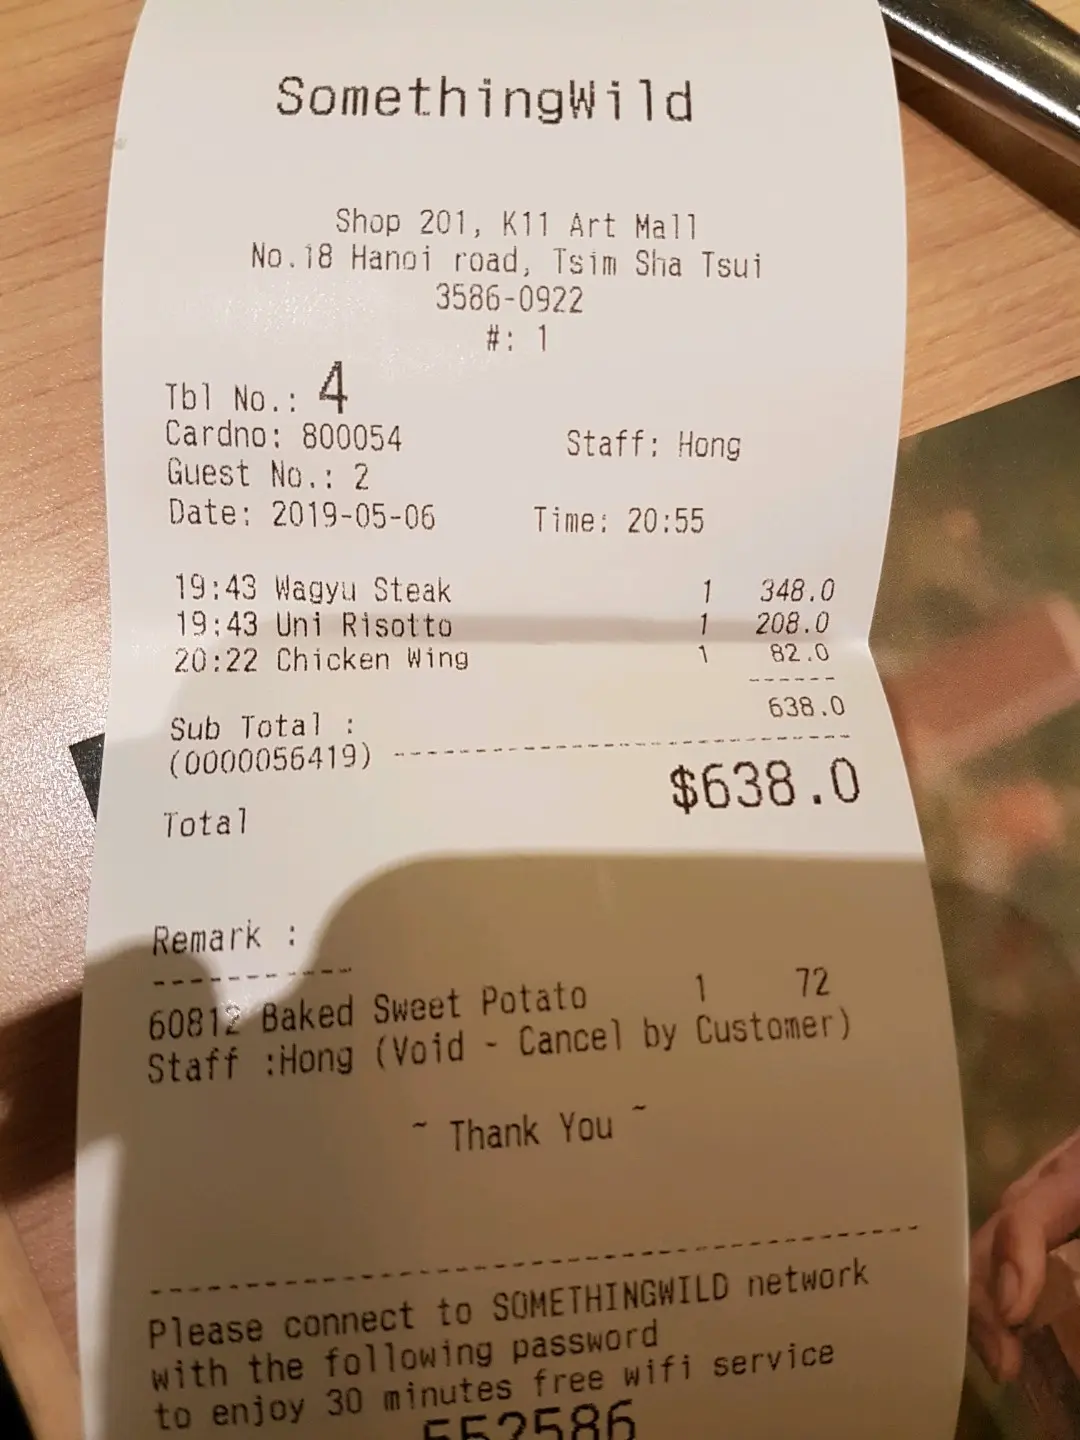 SomethingWild
Shop 201, K11 Art Mall
No.18 Hanoi road, Tsim Sha Tsui
3586-0922
#: 1
Tbl No.: 4
Cardno: 800054 Staff: Hong
Guest No.: 2
Date: 2019-05-06 Time: 20:55
19:43 Wagyu Steak 1 348.0
19:43 Uni Risotto 1 208.0
20:22 Chicken Wing 1 82.0
------
Sub Total : 638.0
(0000056419) ------------------------------
Total $638.0
Remark :
------------
60812 Baked Sweet Potato 1 72
Staff :Hong (Void - Cancel by Customer)
~ Thank You ~
----------------------------------------------
Please connect to SOMETHINGWILD network
with the following password
to enjoy 30 minutes free wifi service
552586